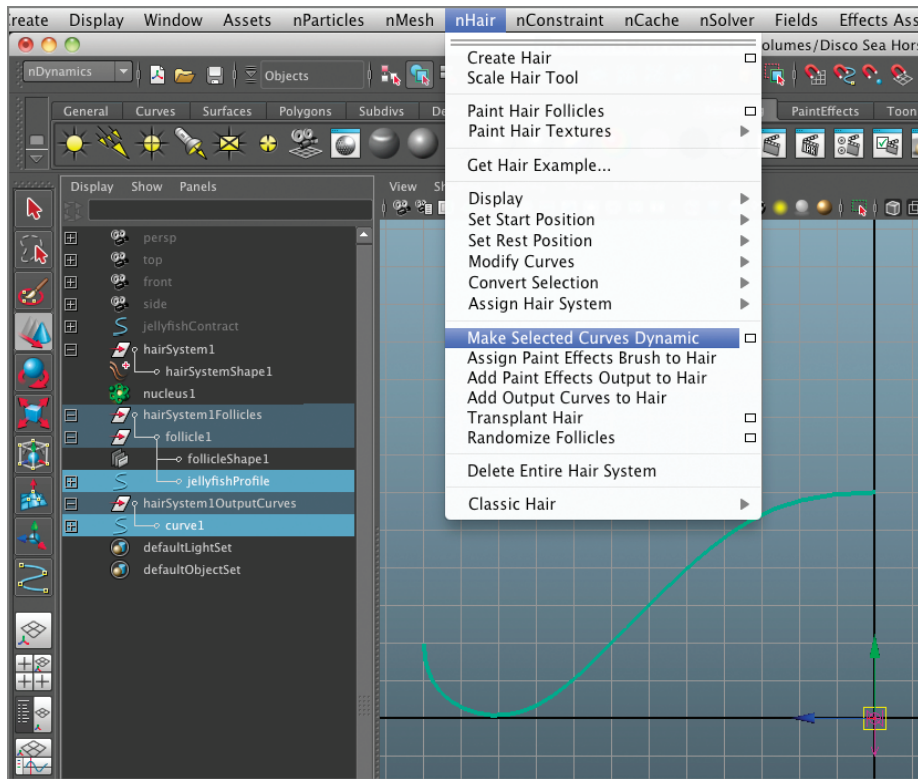 reate Display Window Assets nParticles nMesh nHair nConstraint nCache nSolver Fields Effects Ass
olumes/Disco Sea Hors
nDynamics
Objects
General Curves Surfaces Polygons Subdivs De
PaintEffects Toon
Display Show Panels
View Sh
persp
top
front
side
jellyfishContract
hairSystem1
hairSystemShape1
nucleus1
hairSystem1Follicles
follicle1
follicleShape1
jellyfishProfile
hairSystem1OutputCurves
curve1
defaultLightSet
defaultObjectSet
Create Hair
Scale Hair Tool
Paint Hair Follicles
Paint Hair Textures
Get Hair Example...
Display
Set Start Position
Set Rest Position
Modify Curves
Convert Selection
Assign Hair System
Make Selected Curves Dynamic
Assign Paint Effects Brush to Hair
Add Paint Effects Output to Hair
Add Output Curves to Hair
Transplant Hair
Randomize Follicles
Delete Entire Hair System
Classic Hair